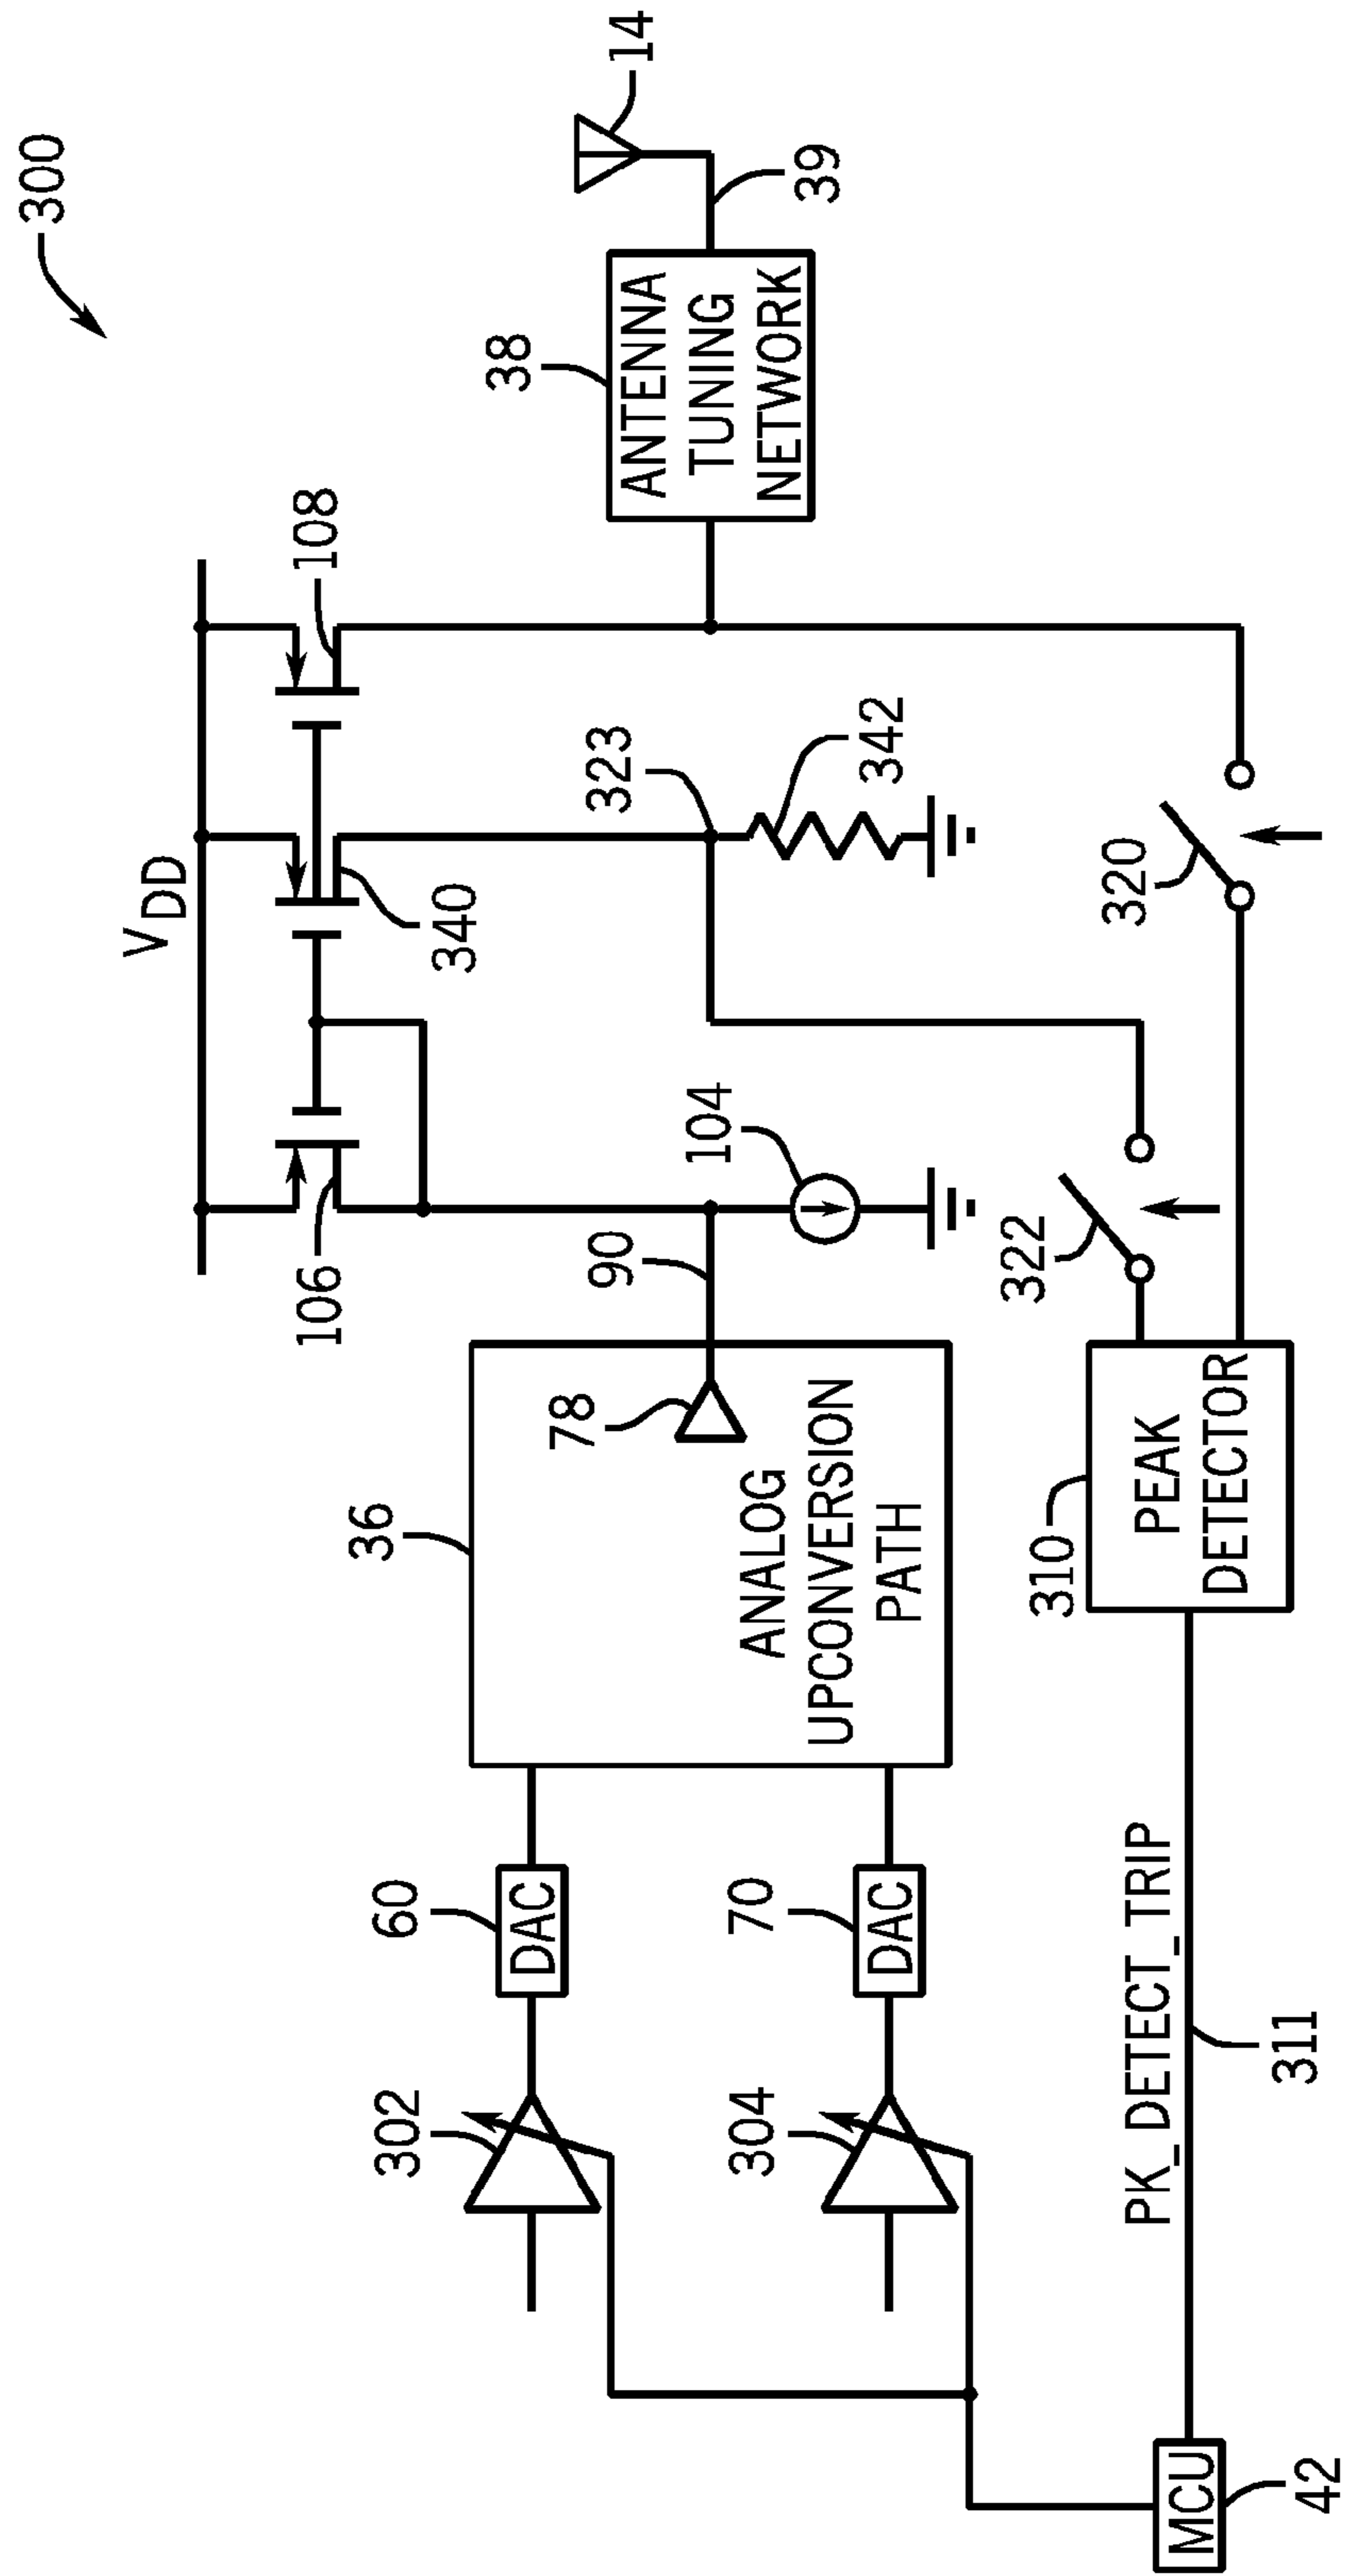 300
V
DD
106
340
108
14
39
38
ANTENNA
TUNING
NETWORK
36
78
90
104
323
342
ANALOG
UPCONVERSION
PATH
302
60
DAC
304
70
DAC
322
320
310
PEAK
DETECTOR
PK_DETECT_TRIP
311
MCU
42